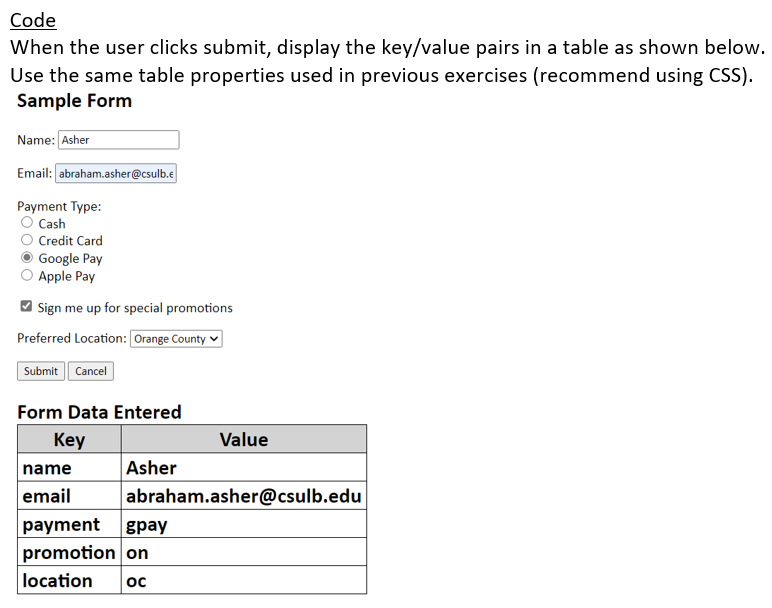 Code
When the user clicks submit, display the key/value pairs in a table as shown below.
Use the same table properties used in previous exercises (recommend using CSS).
Sample Form
Name: Asher
Email: abraham.asher@csulb.e
Payment Type:
Cash
Credit Card
Google Pay
Apple Pay
Sign me up for special promotions
Preferred Location: Orange County
Submit Cancel
Form Data Entered
Key Value
name Asher
email abraham.asher@csulb.edu
payment gpay
promotion on
location oc